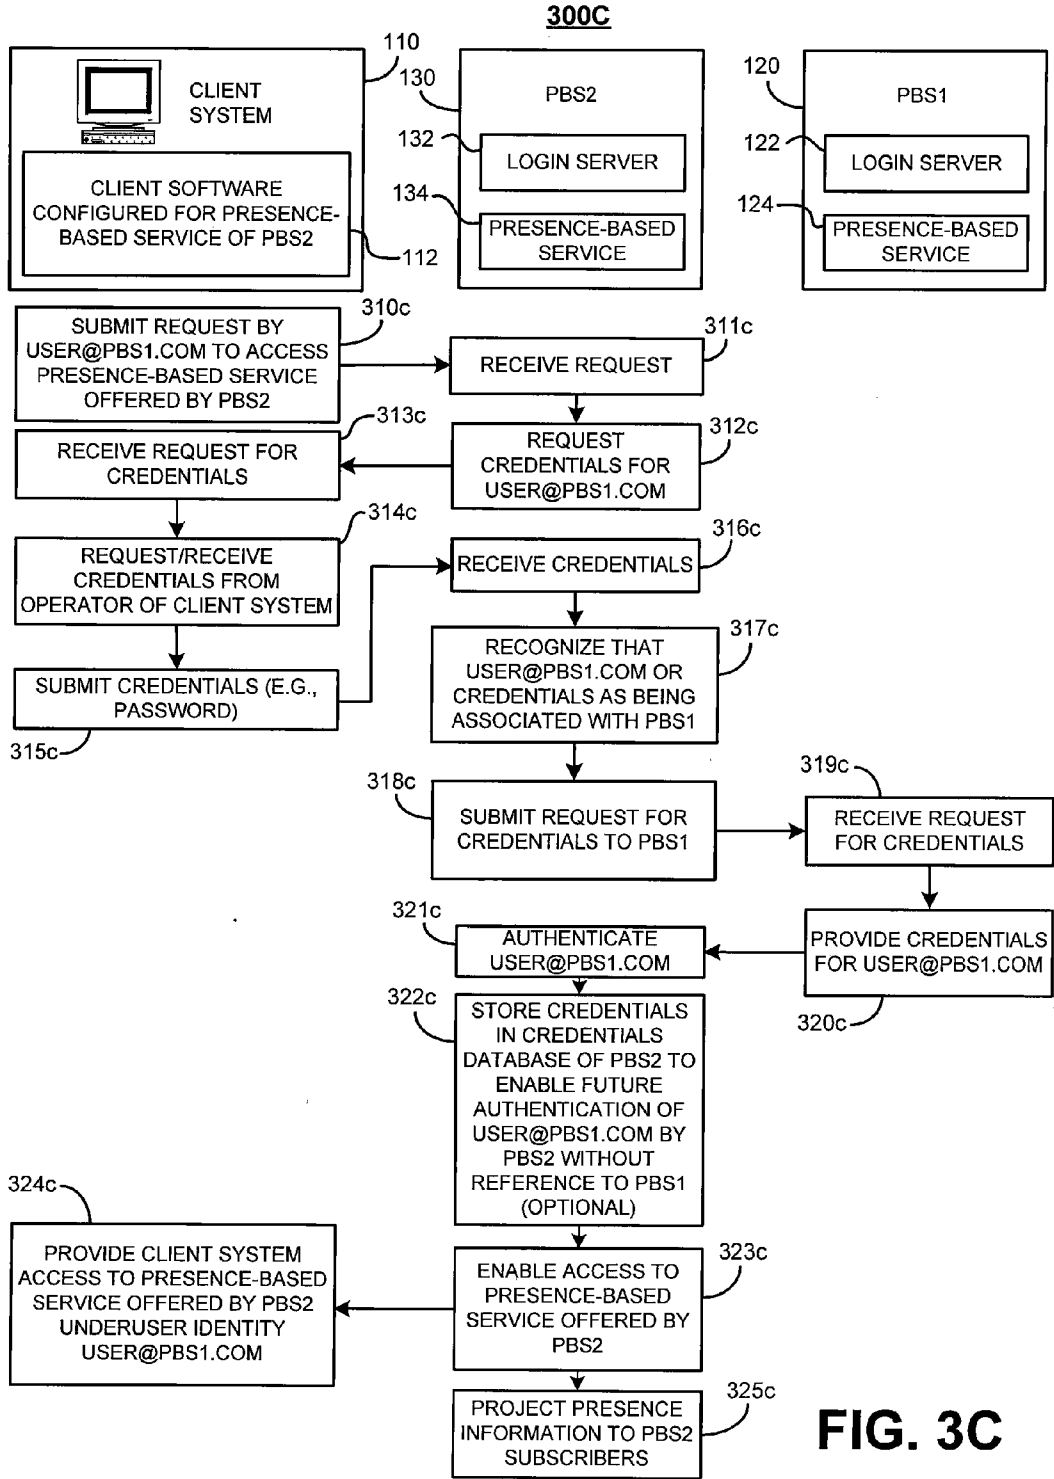 300C
110
CLIENT
SYSTEM
CLIENT SOFTWARE
CONFIGURED FOR PRESENCE-
BASED SERVICE OF PBS2
112
130
PBS2
132
LOGIN SERVER
134
PRESENCE-BASED
SERVICE
120
PBS1
122
LOGIN SERVER
124
PRESENCE-BASED
SERVICE
310c
SUBMIT REQUEST BY
USER@PBS1.COM TO ACCESS
PRESENCE-BASED SERVICE
OFFERED BY PBS2
311c
RECEIVE REQUEST
312c
REQUEST
CREDENTIALS FOR
USER@PBS1.COM
313c
RECEIVE REQUEST FOR
CREDENTIALS
314c
REQUEST/RECEIVE
CREDENTIALS FROM
OPERATOR OF CLIENT SYSTEM
SUBMIT CREDENTIALS (E.G.,
PASSWORD)
315c
316c
RECEIVE CREDENTIALS
317c
RECOGNIZE THAT
USER@PBS1.COM OR
CREDENTIALS AS BEING
ASSOCIATED WITH PBS1
318c
SUBMIT REQUEST FOR
CREDENTIALS TO PBS1
319c
RECEIVE REQUEST
FOR CREDENTIALS
PROVIDE CREDENTIALS
FOR USER@PBS1.COM
320c
321c
AUTHENTICATE
USER@PBS1.COM
322c
STORE CREDENTIALS
IN CREDENTIALS
DATABASE OF PBS2 TO
ENABLE FUTURE
AUTHENTICATION OF
USER@PBS1.COM BY
PBS2 WITHOUT
REFERENCE TO PBS1
(OPTIONAL)
323c
ENABLE ACCESS TO
PRESENCE-BASED
SERVICE OFFERED BY
PBS2
324c
PROVIDE CLIENT SYSTEM
ACCESS TO PRESENCE-BASED
SERVICE OFFERED BY PBS2
UNDERUSER IDENTITY
USER@PBS1.COM
325c
PROJECT PRESENCE
INFORMATION TO PBS2
SUBSCRIBERS
FIG. 3C